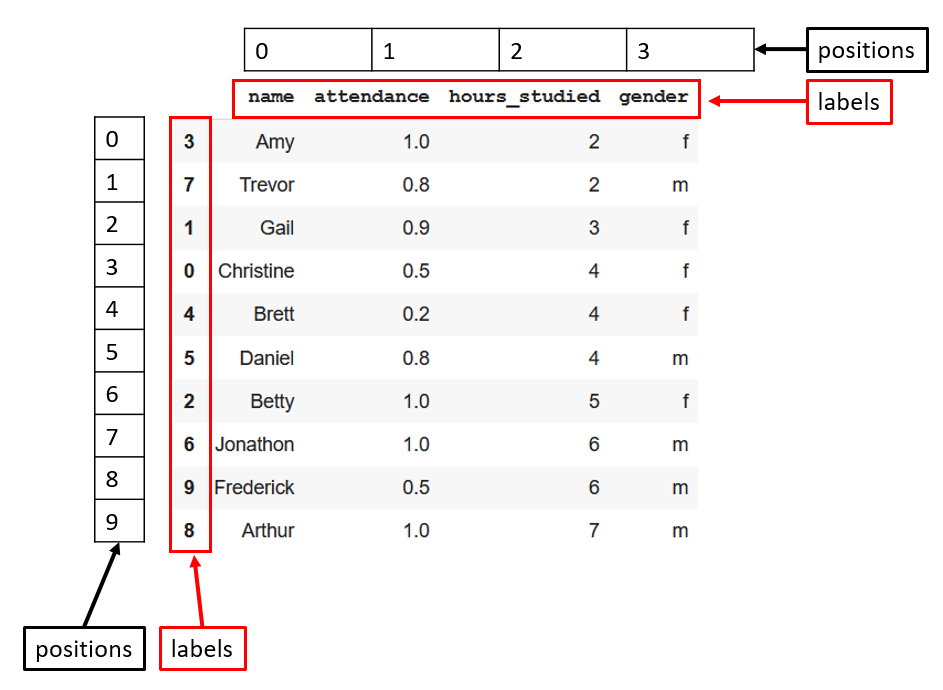 0 1 2 3 positions
name attendance hours_studied gender labels
0 3 Amy 1.0 2 f
1 7 Trevor 0.8 2 m
2 1 Gail 0.9 3 f
3 0 Christine 0.5 4 f
4 4 Brett 0.2 4 f
5 5 Daniel 0.8 4 m
6 2 Betty 1.0 5 f
7 6 Jonathon 1.0 6 m
8 9 Frederick 0.5 6 m
9 8 Arthur 1.0 7 m
positions labels